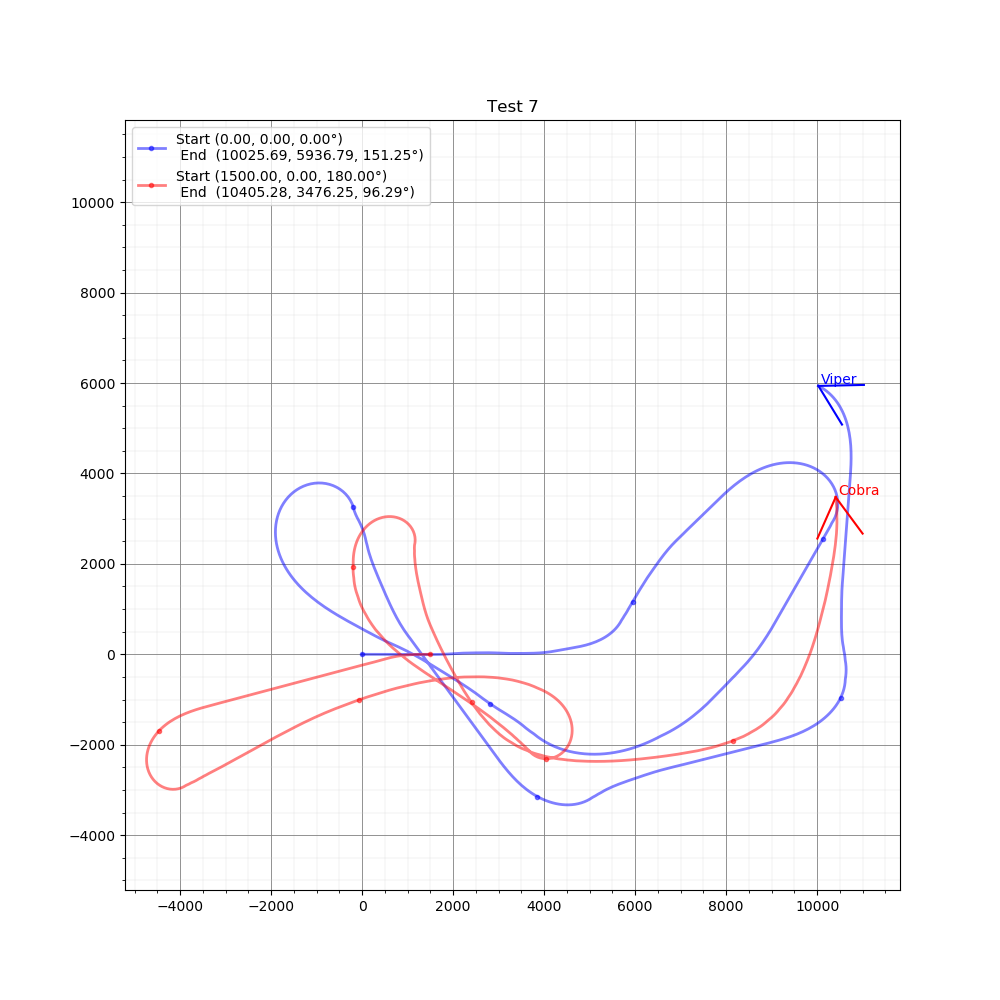 Test 7
Start (0.00, 0.00, 0.00°)
End (10025.69, 5936.79, 151.25°)
Start (1500.00, 0.00, 180.00°)
End (10405.28, 3476.25, 96.29°)
10000
8000
6000
4000
2000
0
−2000
−4000
Viper
Cobra
−4000 −2000 0 2000 4000 6000 8000 10000